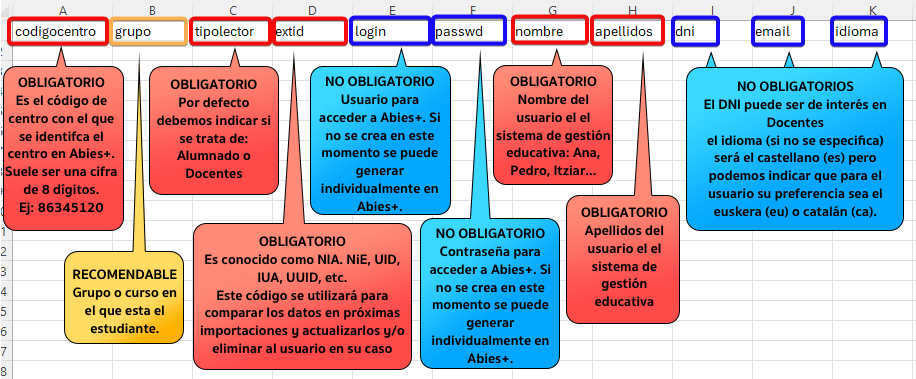 A B C D E F G H I J K
codigocentro grupo tipolector extid login passwd nombre apellidos dni email idioma
OBLIGATORIO
Es el código de
centro con el que
se identifca el
centro en Abies+.
Suele ser una cifra
de 8 dígitos.
Ej: 86345120
RECOMENDABLE
Grupo o curso en
el que esta el
estudiante.
OBLIGATORIO
Por defecto
debemos indicar si
se trata de:
Alumnado o
Docentes
OBLIGATORIO
Es conocido como NIA. NiE, UID,
IUA, UUID, etc.
Este código se utilizará para
comparar los datos en próximas
importaciones y actualizarlos y/o
eliminar al usuario en su caso
NO OBLIGATORIO
Usuario para
acceder a Abies+. Si
no se crea en este
momento se puede
generar
individualmente en
Abies+.
NO OBLIGATORIO
Contraseña para
acceder a Abies+. Si
no se crea en este
momento se puede
generar
individualmente en
Abies+.
OBLIGATORIO
Nombre del
usuario el el
sistema de gestión
educativa: Ana,
Pedro, Itziar...
OBLIGATORIO
Apellidos del
usuario el el
sistema de
gestión
educativa
NO OBLIGATORIOS
El DNI puede ser de interés en
Docentes
el idioma (si no se especifica)
será el castellano (es) pero
podemos indicar que para el
usuario su preferencia sea el
euskera (eu) o catalán (ca).